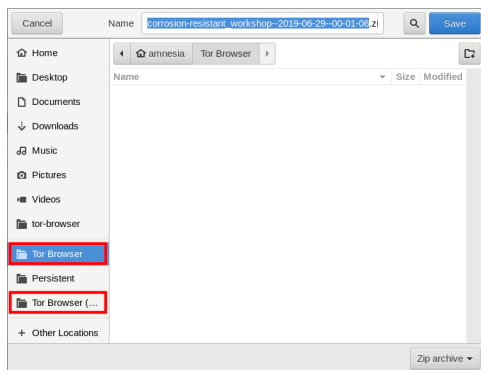 Cancel
Name
corrosion-resistant_workshop--2019-06-29--00-01-06.zi
Save
Home
amnesia
Tor Browser
Desktop
Name
Size
Modified
Documents
Downloads
Music
Pictures
Videos
tor-browser
Tor Browser
Persistent
Tor Browser (...
+ Other Locations
Zip archive